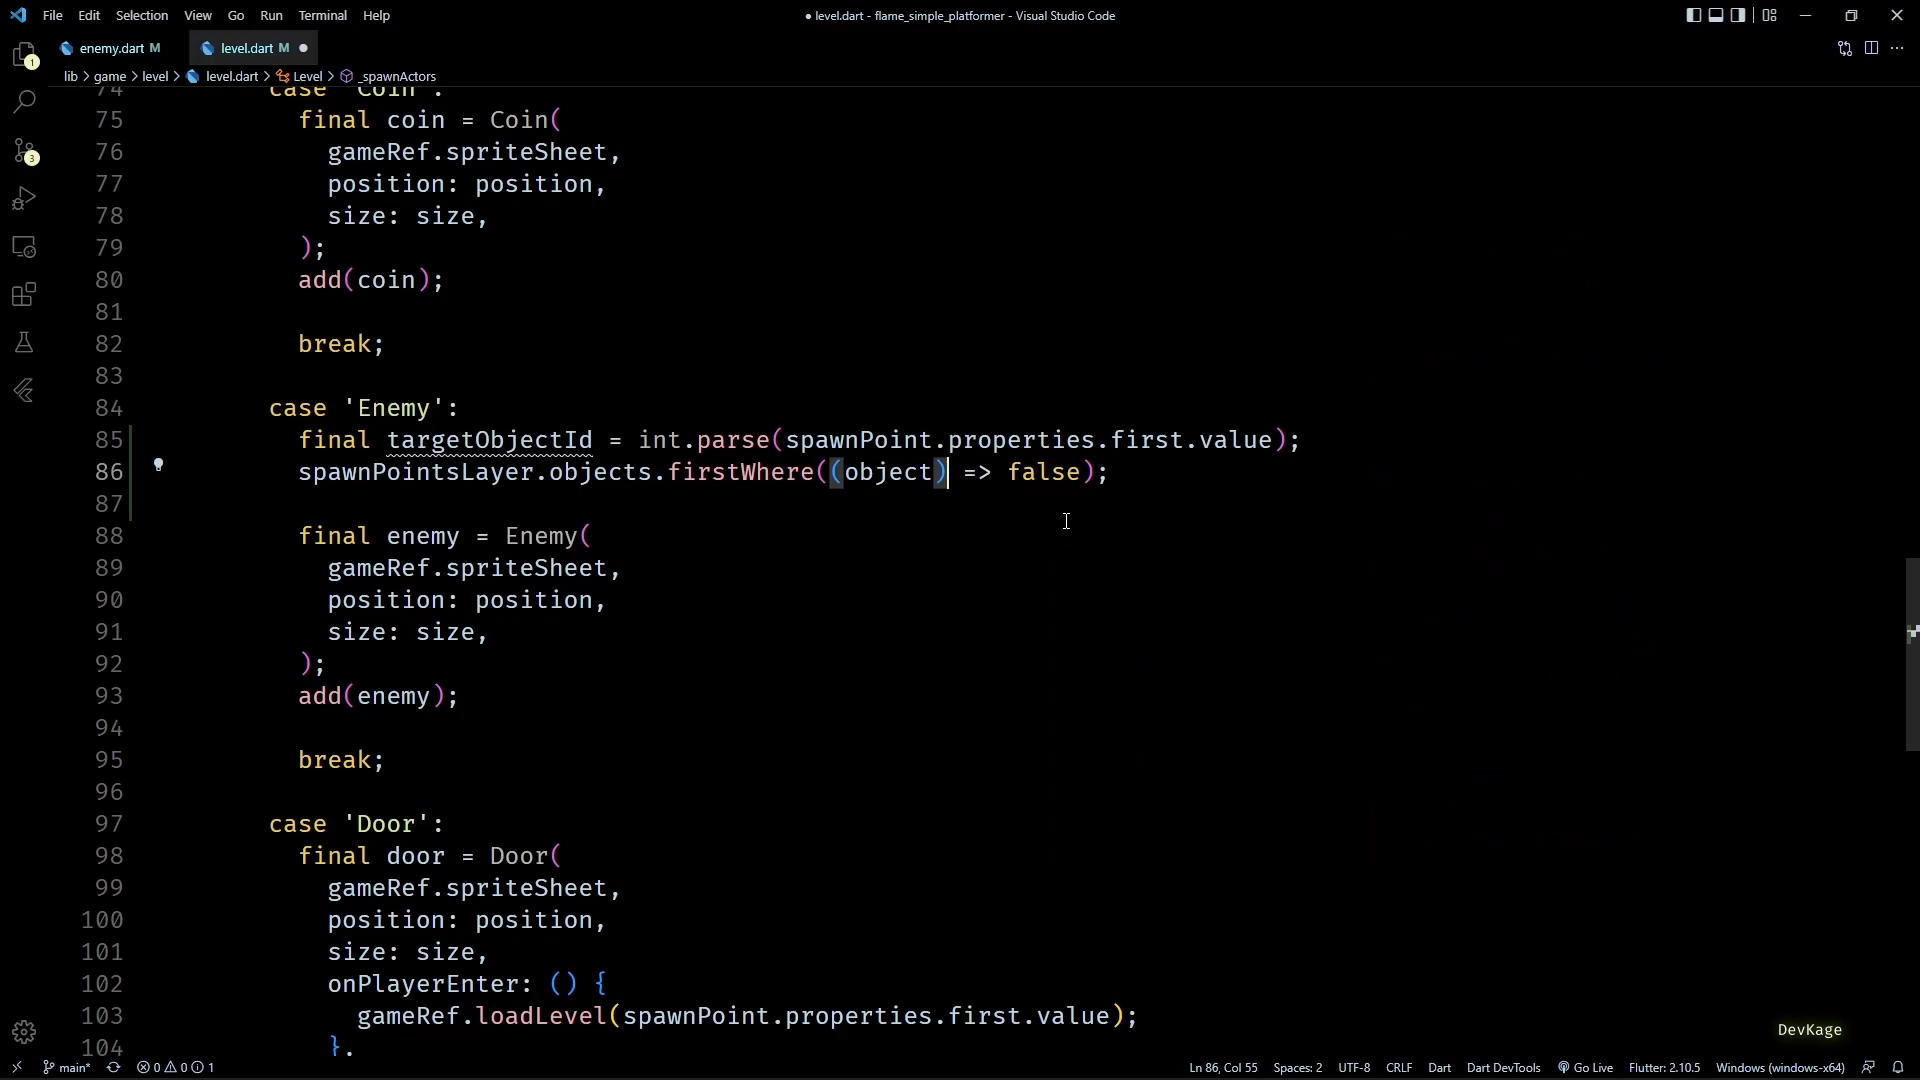 File Edit Selection View Go Run Terminal Help
● level.dart - flame_simple_platformer - Visual Studio Code
enemy.dart M
level.dart M ●
lib > game > level > level.dart > Level > _spawnActors
74 case 'Coin':
75 final coin = Coin(
76 gameRef.spriteSheet,
77 position: position,
78 size: size,
79 );
80 add(coin);
81
82 break;
83
84 case 'Enemy':
85 final targetObjectId = int.parse(spawnPoint.properties.first.value);
86 spawnPointsLayer.objects.firstWhere((object) => false);
87
88 final enemy = Enemy(
89 gameRef.spriteSheet,
90 position: position,
91 size: size,
92 );
93 add(enemy);
94
95 break;
96
97 case 'Door':
98 final door = Door(
99 gameRef.spriteSheet,
100 position: position,
101 size: size,
102 onPlayerEnter: () {
103 gameRef.loadLevel(spawnPoint.properties.first.value);
104 },
1
3
DevKage
main* 0 0 1
Ln 86, Col 55 Spaces: 2 UTF-8 CRLF Dart Dart DevTools Go Live Flutter: 2.10.5 Windows (windows-x64)